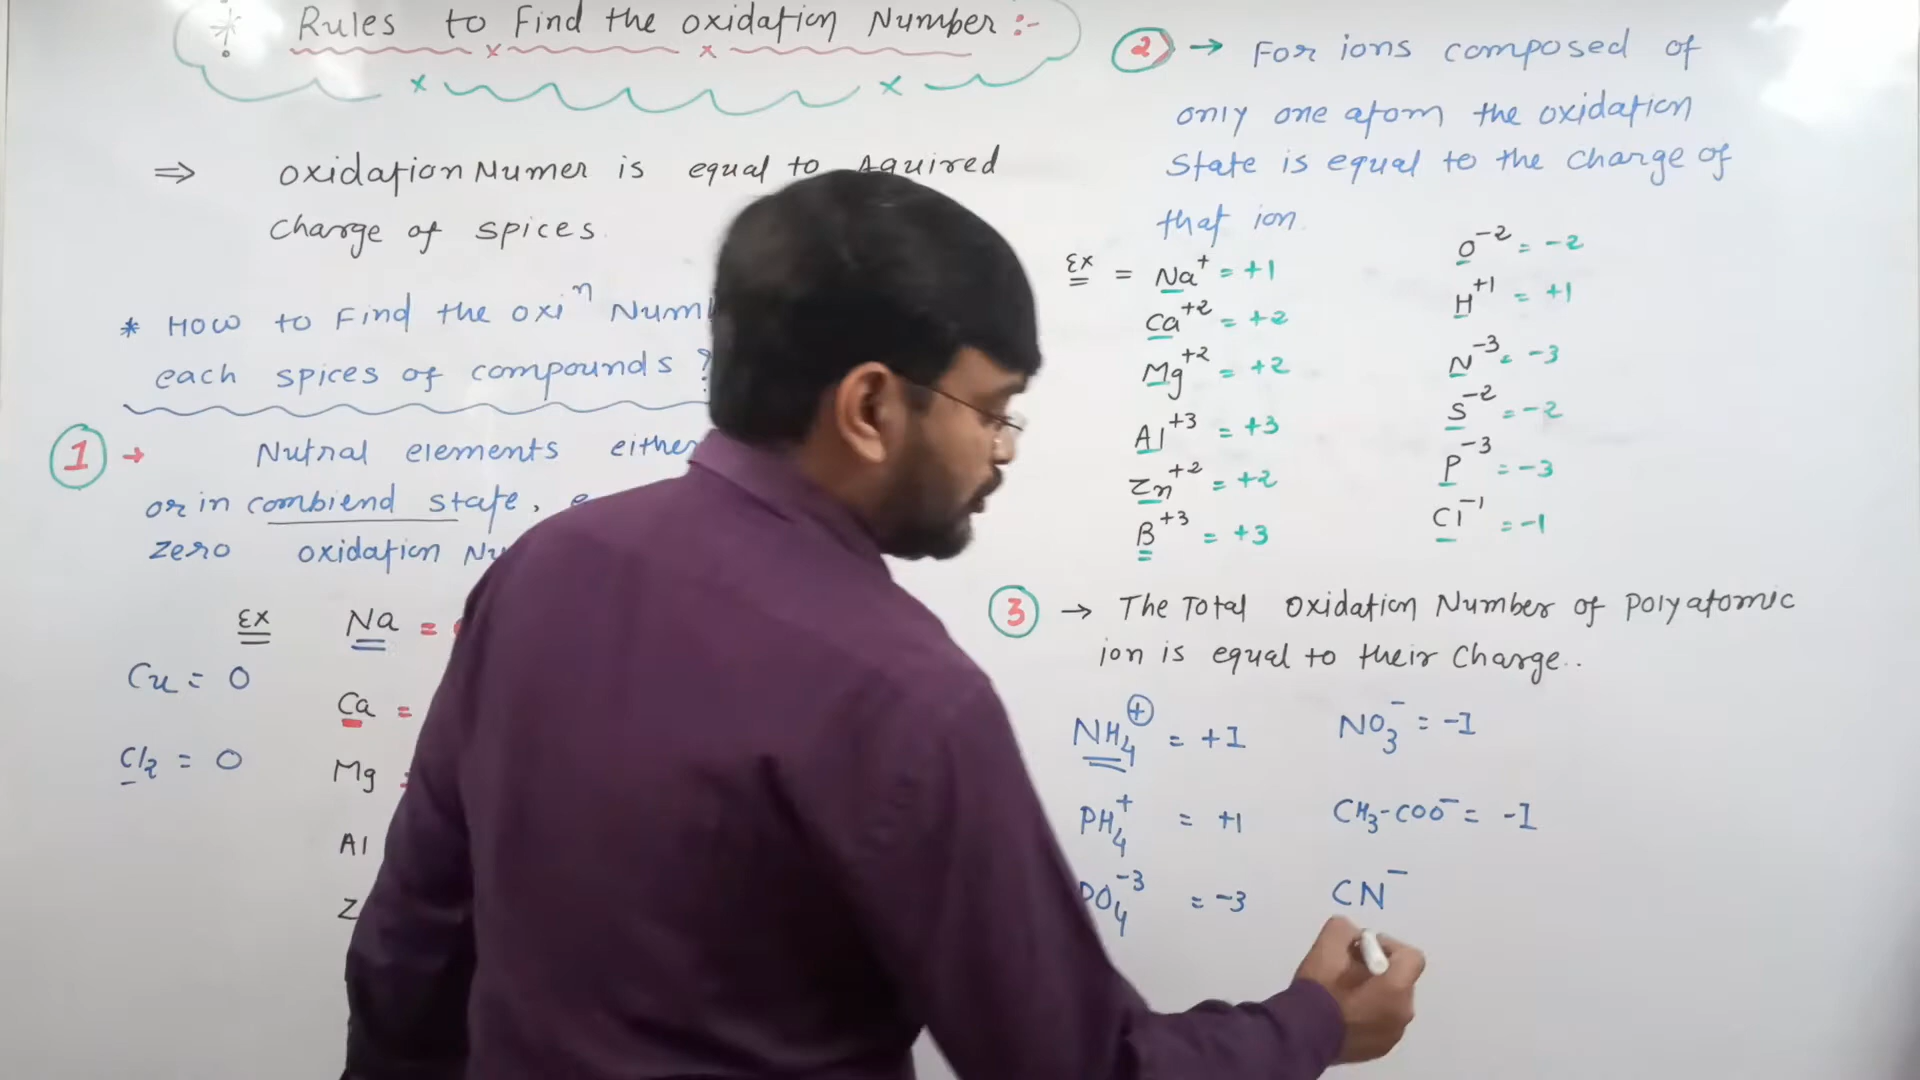 Rules to Find the oxidation Number :-
⇒ oxidation Numer is equal to Aquired
charge of spices.
* How to Find the oxiⁿ Num
each spices of compounds ?
1 → Nutral elements either
or in combiend state,
zero oxidation Nu
Ex Na =
Cu = 0
Ca =
Cl₂ = 0
Mg =
Al
Z
2 → For ions composed of
only one atom the oxidation
State is equal to the charge of
that ion.
Ex = Na⁺ = +1
Ca⁺² = +2
Mg⁺² = +2
Al⁺³ = +3
Zn⁺² = +2
B⁺³ = +3
O⁻² = -2
H⁺¹ = +1
N⁻³ = -3
S⁻² = -2
P⁻³ = -3
Cl⁻¹ = -1
3 → The Total Oxidation Number of Polyatomic
ion is equal to their Charge..
NH₄⁺ = +1
PH₄⁺ = +1
PO₄⁻³ = -3
NO₃⁻ = -1
CH₃-COO⁻ = -1
CN⁻